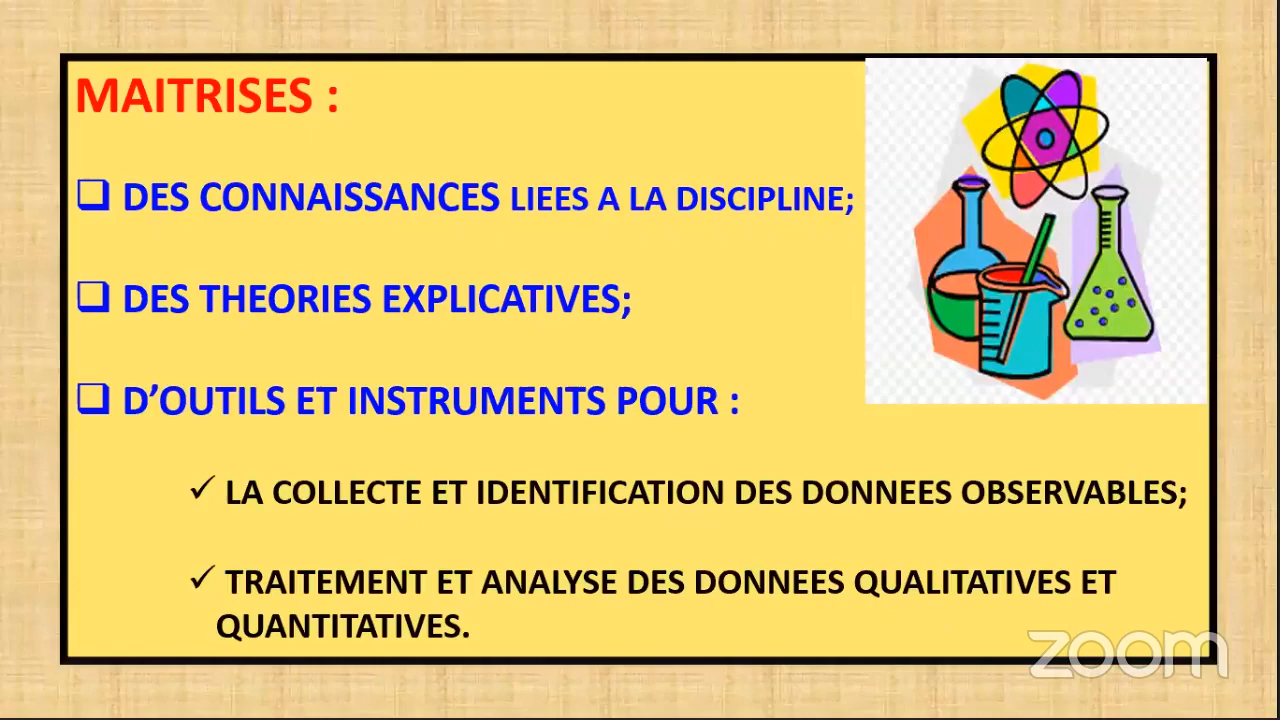 MAITRISES :
DES CONNAISSANCES LIEES A LA DISCIPLINE;
DES THEORIES EXPLICATIVES;
D’OUTILS ET INSTRUMENTS POUR :
LA COLLECTE ET IDENTIFICATION DES DONNEES OBSERVABLES;
TRAITEMENT ET ANALYSE DES DONNEES QUALITATIVES ET
QUANTITATIVES.
zoom